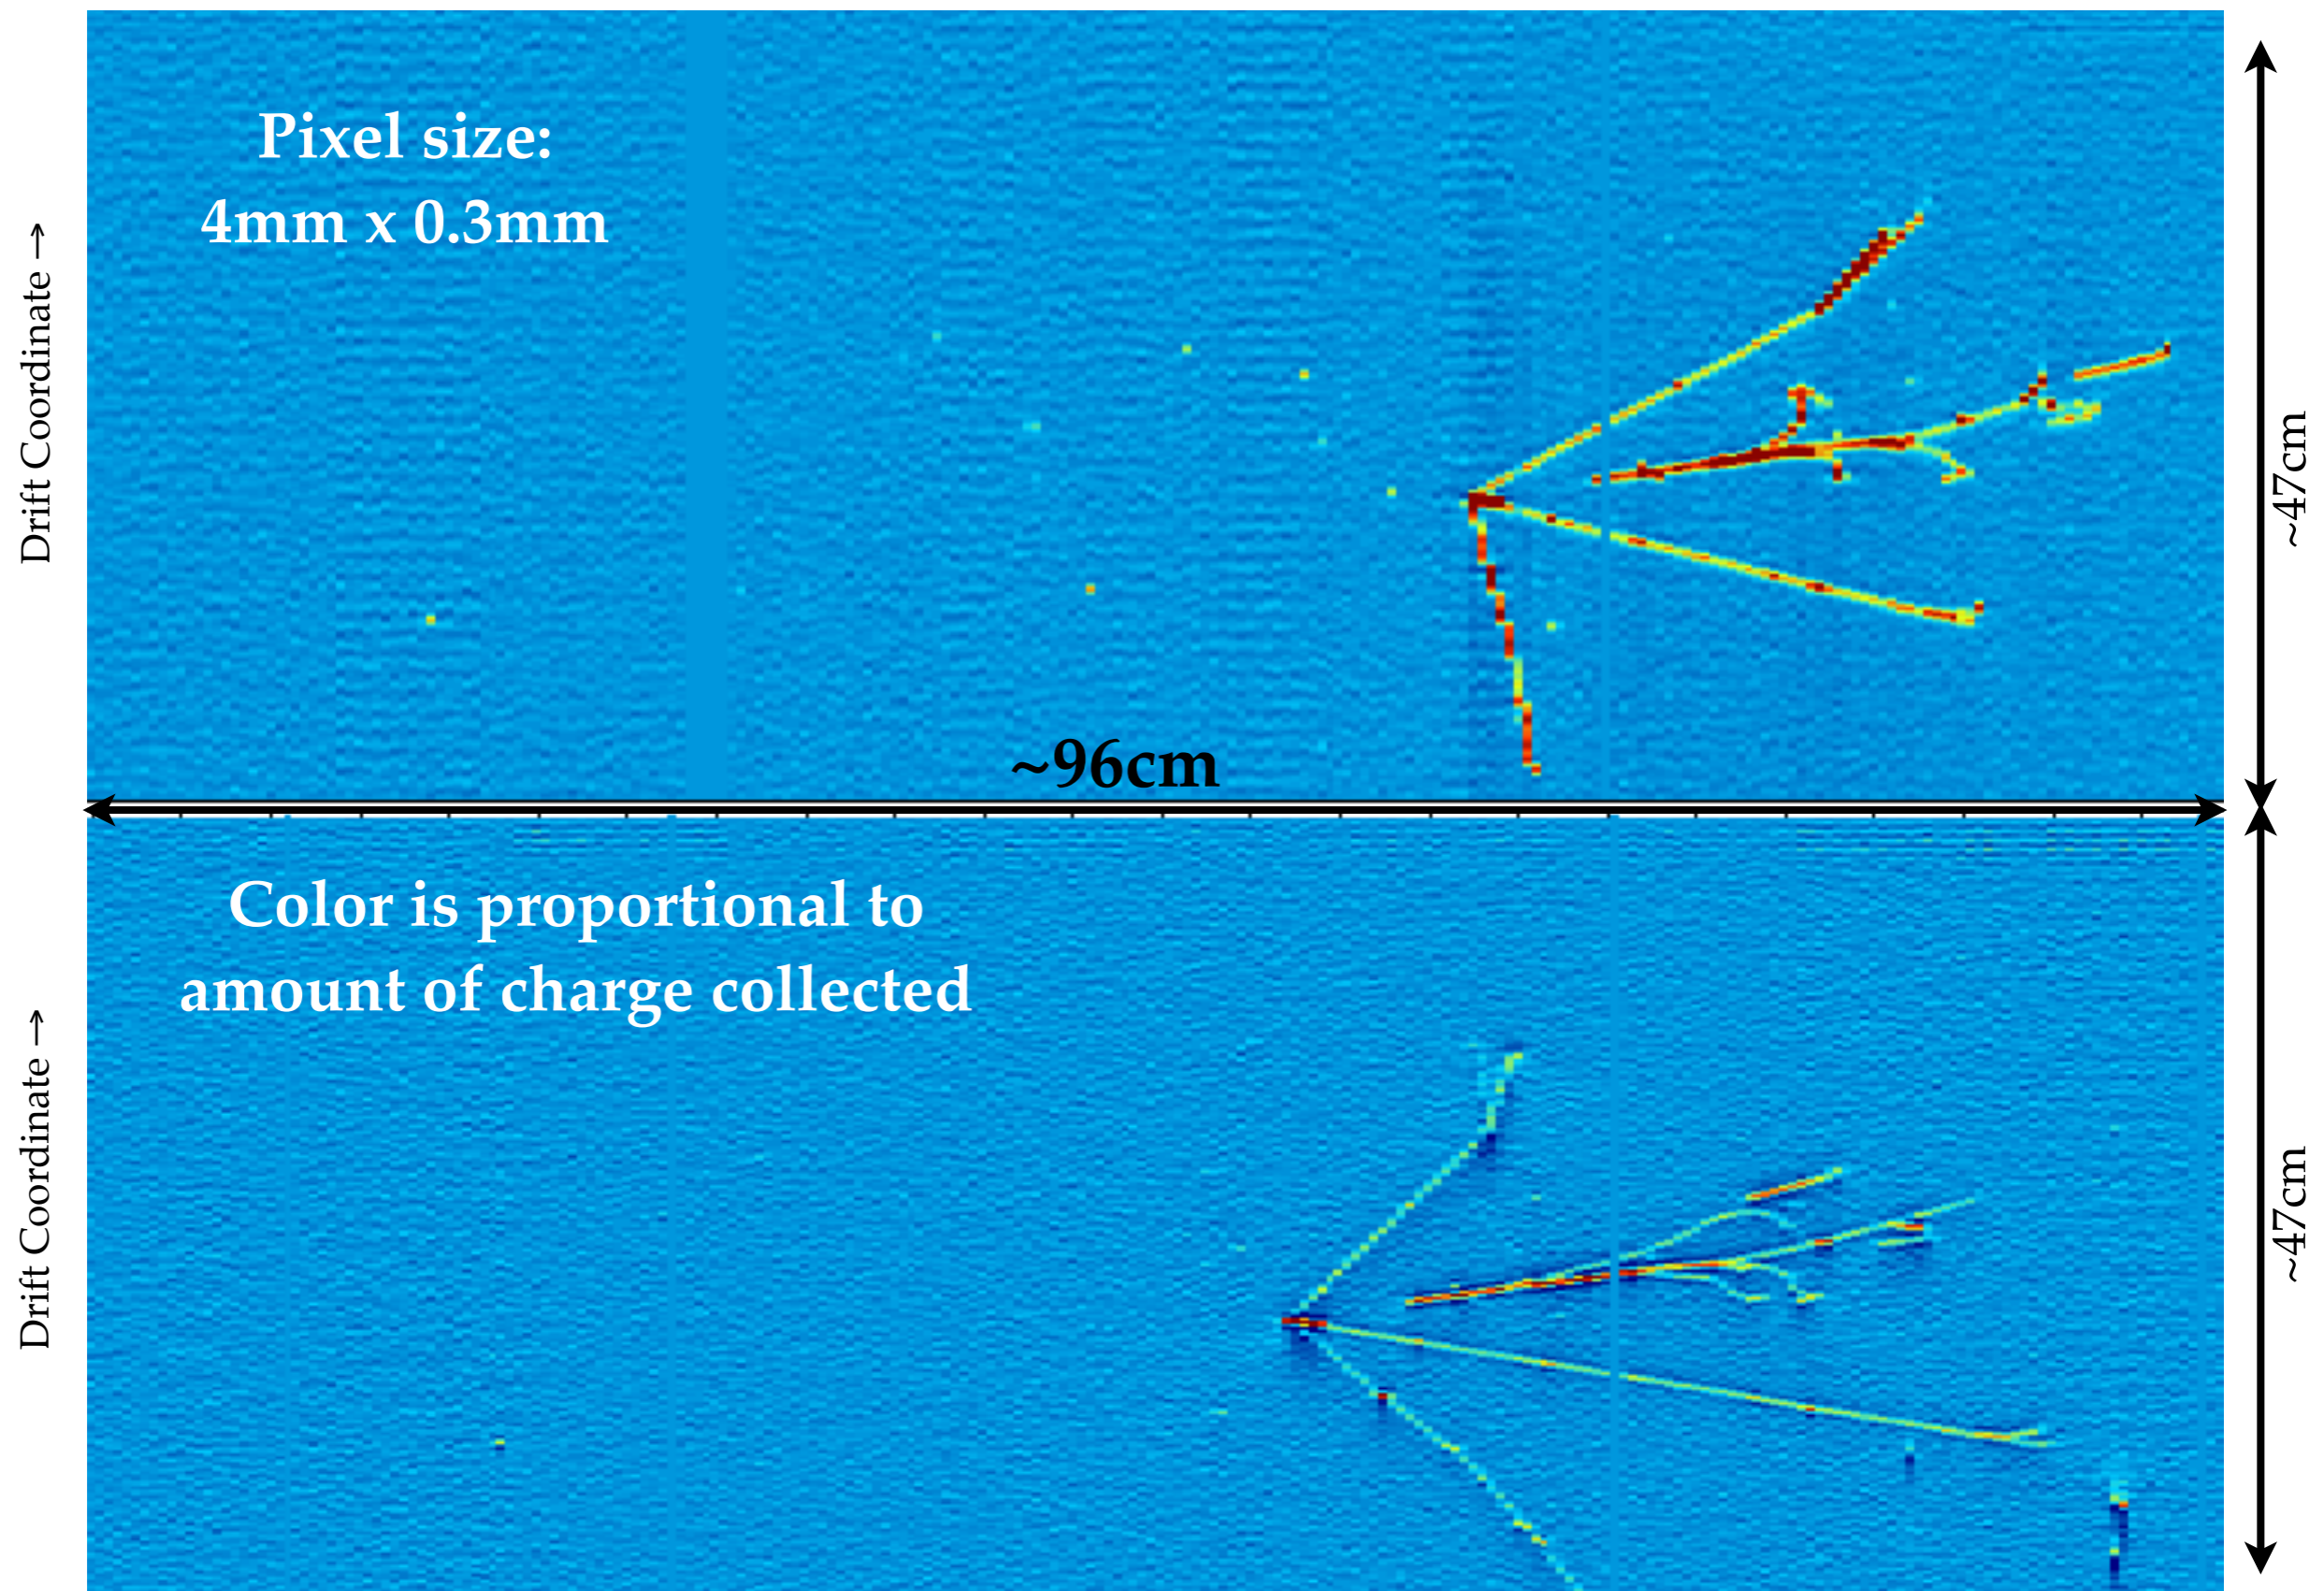 Pixel size:
4mm x 0.3mm
Drift Coordinate →
~47cm
~96cm
Color is proportional to
amount of charge collected
Drift Coordinate →
~47cm